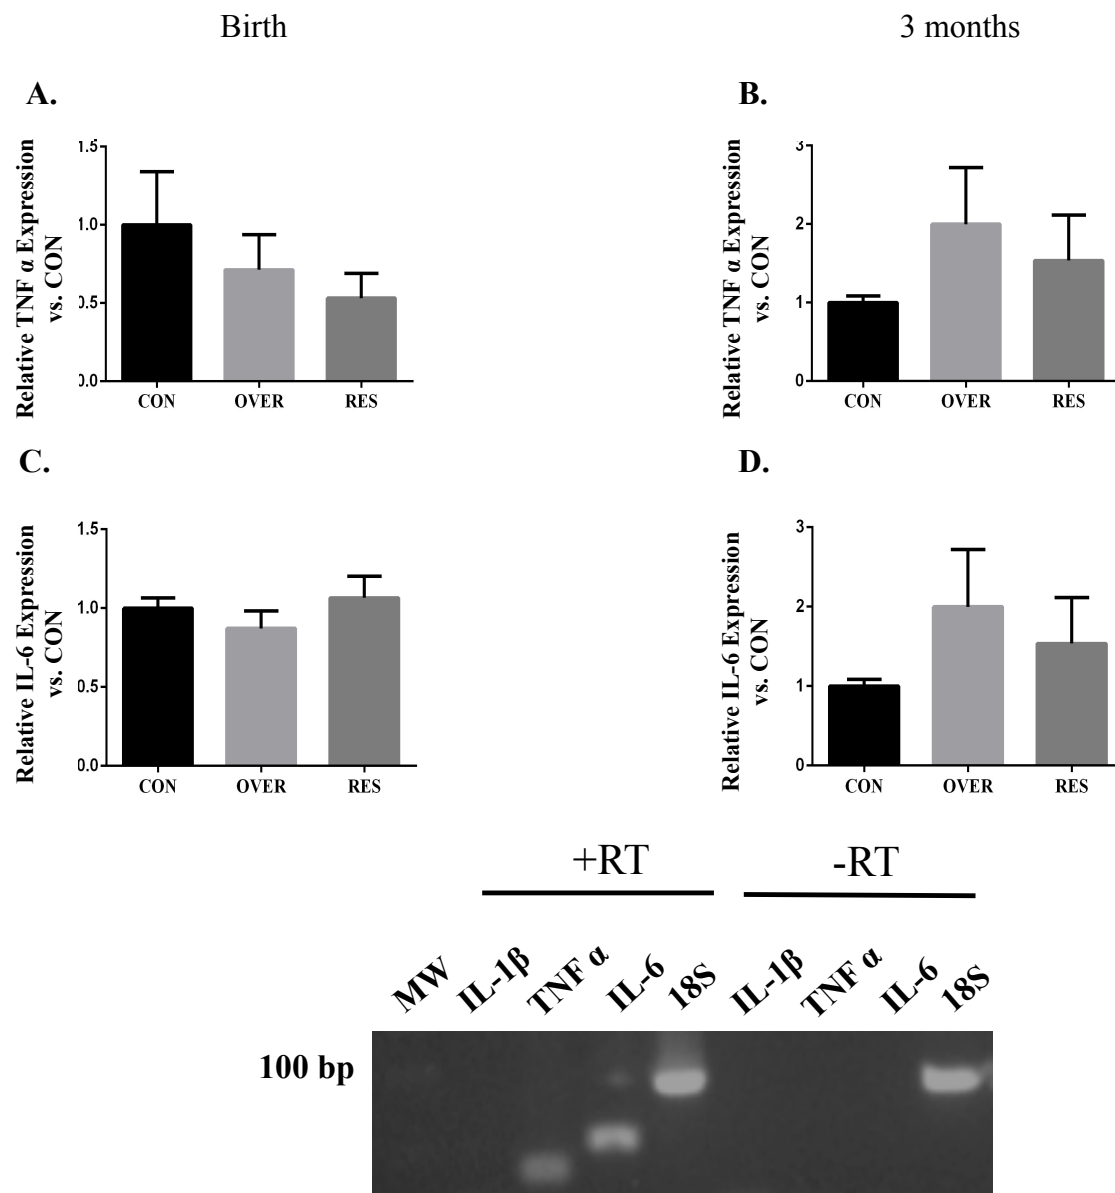 Birth
3 months
A.
B.
Relative TNF α Expression
vs. CON
1.5
1.0
0.5
0.0
CON OVER RES
Relative TNF α Expression
vs. CON
3
2
1
0
CON OVER RES
C.
D.
Relative IL-6 Expression
vs. CON
1.5
1.0
0.5
0.0
CON OVER RES
Relative IL-6 Expression
vs. CON
3
2
1
0
CON OVER RES
+RT -RT
MW IL-1β TNF α IL-6 18S IL-1β TNF α IL-6 18S
100 bp